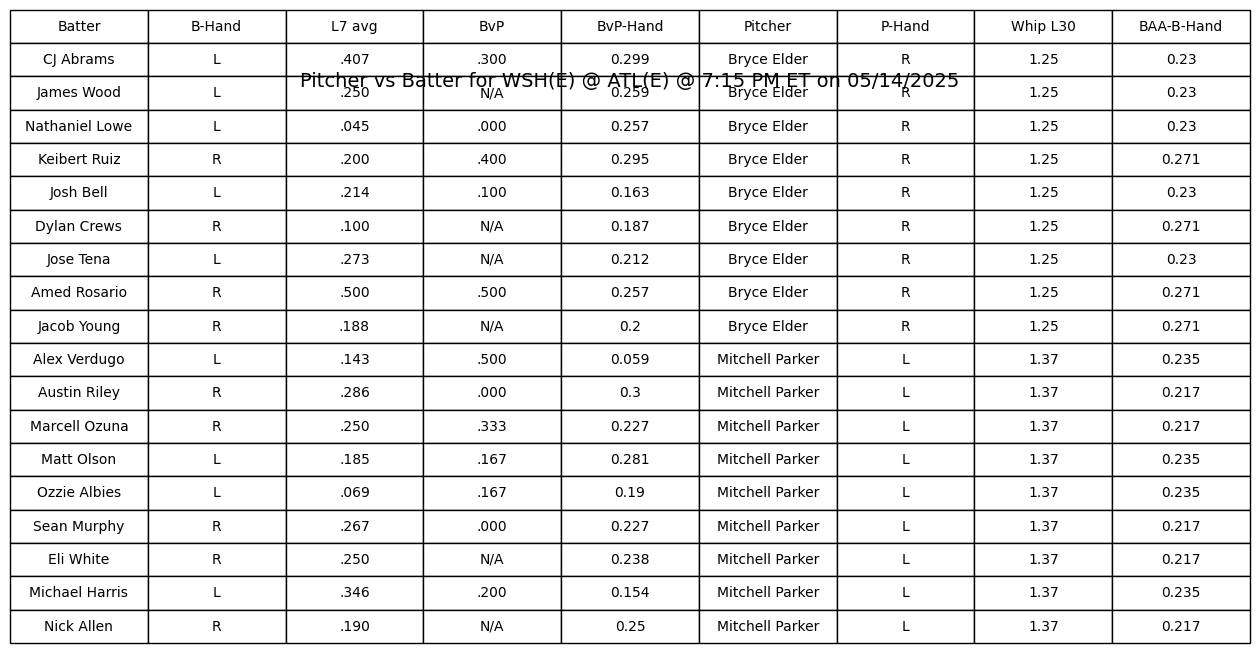 Batter B-Hand L7 avg BvP BvP-Hand Pitcher P-Hand Whip L30 BAA-B-Hand
CJ Abrams L .407 .300 0.299 Bryce Elder R 1.25 0.23
Pitcher vs Batter for WSH(E) @ ATL(E) @ 7:15 PM ET on 05/14/2025
James Wood L .250 N/A 0.259 Bryce Elder R 1.25 0.23
Nathaniel Lowe L .045 .000 0.257 Bryce Elder R 1.25 0.23
Keibert Ruiz R .200 .400 0.295 Bryce Elder R 1.25 0.271
Josh Bell L .214 .100 0.163 Bryce Elder R 1.25 0.23
Dylan Crews R .100 N/A 0.187 Bryce Elder R 1.25 0.271
Jose Tena L .273 N/A 0.212 Bryce Elder R 1.25 0.23
Amed Rosario R .500 .500 0.257 Bryce Elder R 1.25 0.271
Jacob Young R .188 N/A 0.2 Bryce Elder R 1.25 0.271
Alex Verdugo L .143 .500 0.059 Mitchell Parker L 1.37 0.235
Austin Riley R .286 .000 0.3 Mitchell Parker L 1.37 0.217
Marcell Ozuna R .250 .333 0.227 Mitchell Parker L 1.37 0.217
Matt Olson L .185 .167 0.281 Mitchell Parker L 1.37 0.235
Ozzie Albies L .069 .167 0.19 Mitchell Parker L 1.37 0.235
Sean Murphy R .267 .000 0.227 Mitchell Parker L 1.37 0.217
Eli White R .250 N/A 0.238 Mitchell Parker L 1.37 0.217
Michael Harris L .346 .200 0.154 Mitchell Parker L 1.37 0.235
Nick Allen R .190 N/A 0.25 Mitchell Parker L 1.37 0.217